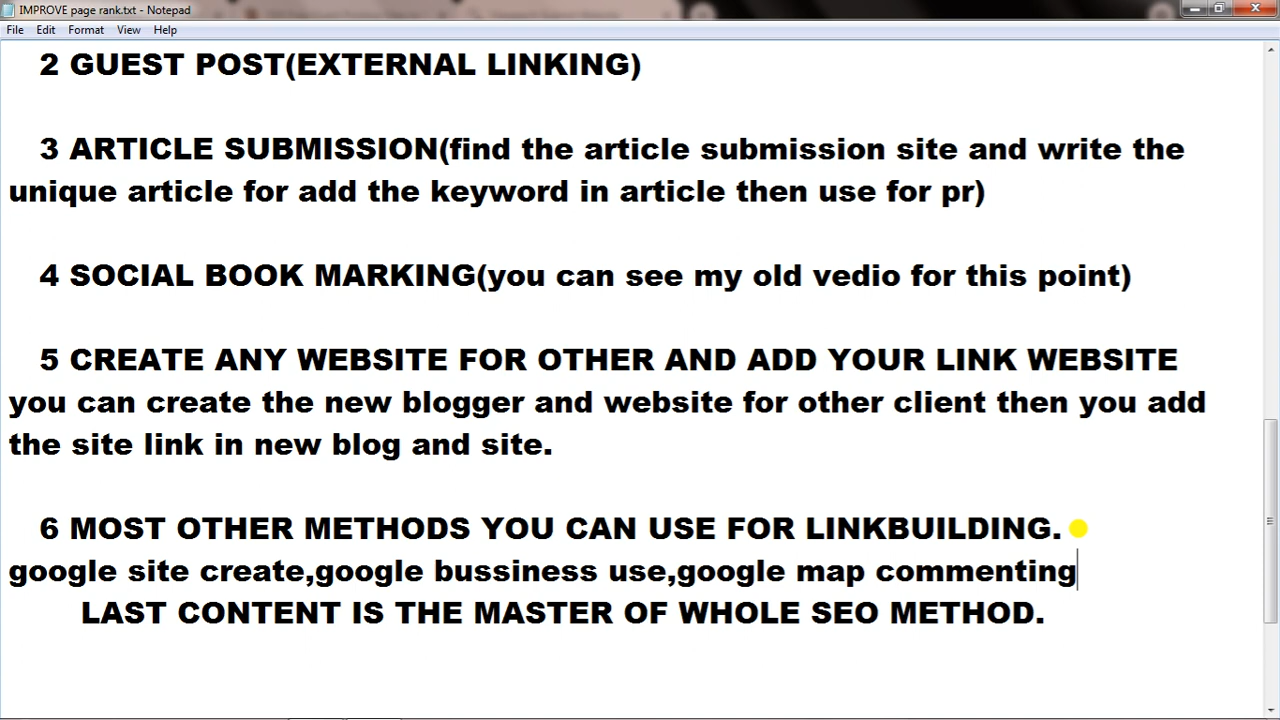 IMPROVE page rank.txt - Notepad
File Edit Format View Help
2 GUEST POST(EXTERNAL LINKING)
3 ARTICLE SUBMISSION(find the article submission site and write the
unique article for add the keyword in article then use for pr)
4 SOCIAL BOOK MARKING(you can see my old vedio for this point)
5 CREATE ANY WEBSITE FOR OTHER AND ADD YOUR LINK WEBSITE
you can create the new blogger and website for other client then you add
the site link in new blog and site.
6 MOST OTHER METHODS YOU CAN USE FOR LINKBUILDING.
google site create,google bussiness use,google map commenting
LAST CONTENT IS THE MASTER OF WHOLE SEO METHOD.